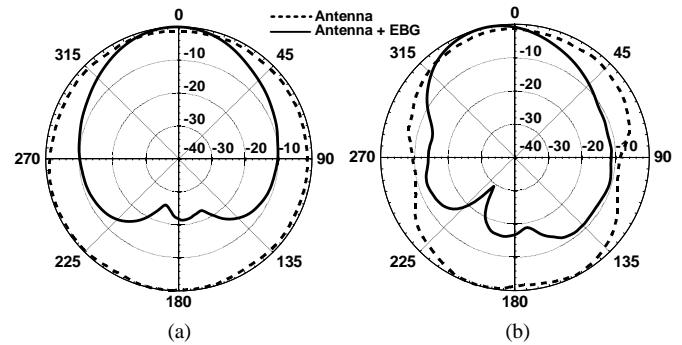 0 Antenna 0
Antenna + EBG
315 -10 45 315 -10 45
-20 -20
-30 -30
270 -40 -30 -20 -10 90 270 -40 -30 -20 -10 90
225 135 225 135
180 180
(a) (b)